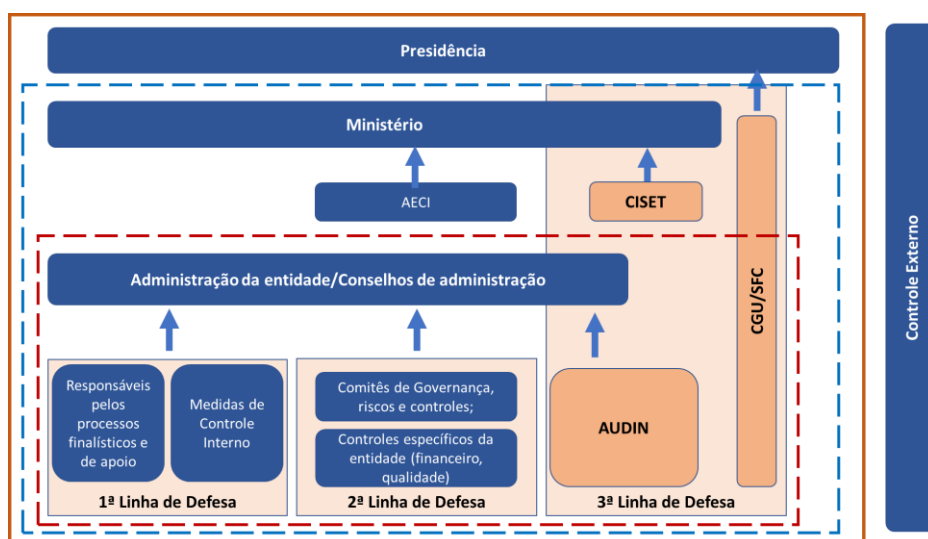 Presidência
Ministério
AECI
CISET
CGU/SFC
Administração da entidade/Conselhos de administração
Responsáveis
pelos
processos
finalísticos e
de apoio
Medidas de
Controle
Interno
1ª Linha de Defesa
Comitês de Governança,
riscos e controles;
Controles específicos da
entidade (financeiro,
qualidade)
2ª Linha de Defesa
AUDIN
3ª Linha de Defesa
Controle Externo